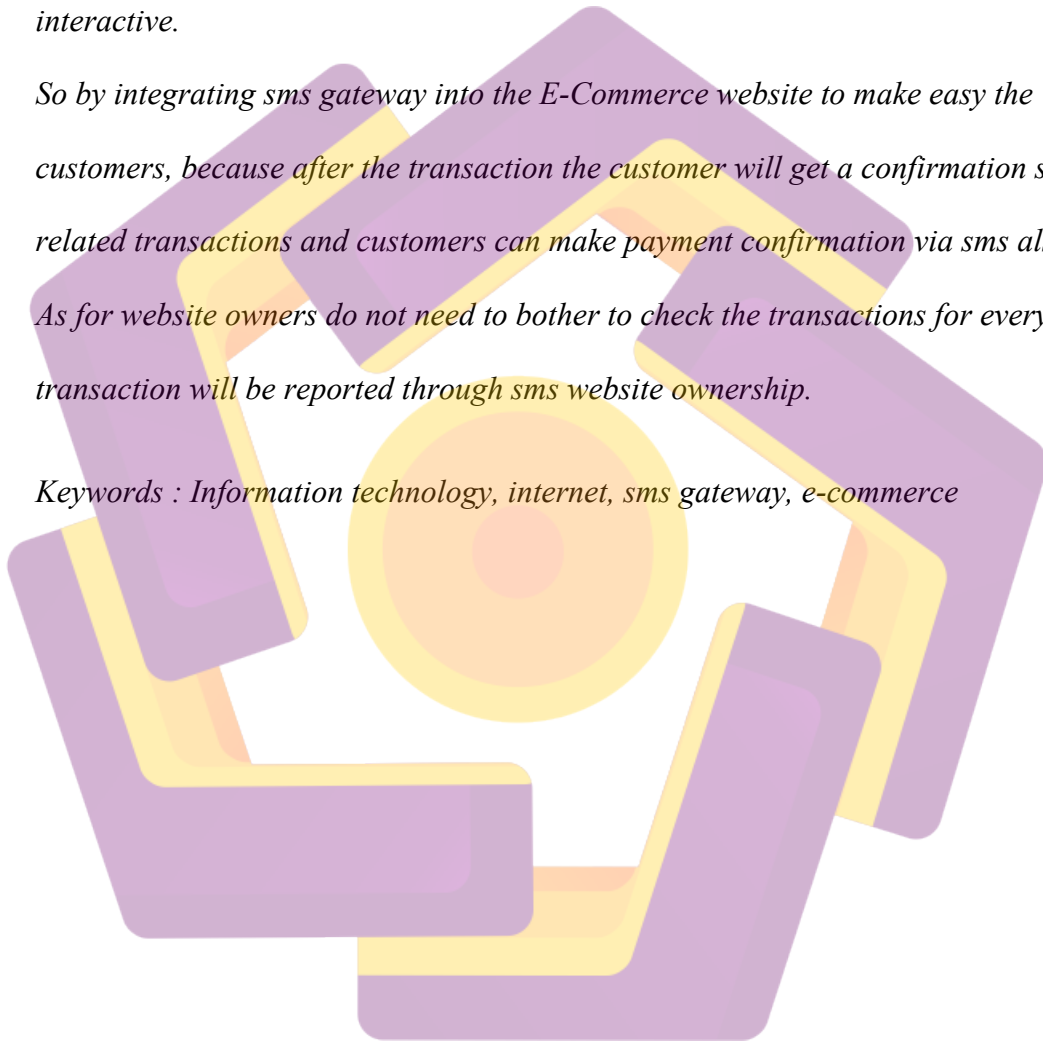 interactive.
So by integrating sms gateway into the E-Commerce website to make easy the
customers, because after the transaction the customer will get a confirmation
related transactions and customers can make payment confirmation via sms
As for website owners do not need to bother to check the transactions for every
transaction will be reported through sms website ownership.
Keywords : Information technology, internet, sms gateway, e-commerce